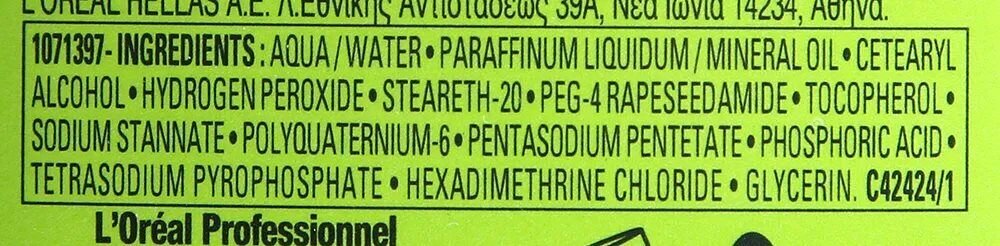 L'ORÉAL HELLAS A.E. Λ.Εθνικής Αντιστάσεως 39Α, Νέα Ιωνία 14234, Αθήνα.
1071397- INGREDIENTS : AQUA / WATER • PARAFFINUM LIQUIDUM / MINERAL OIL • CETEARYL
ALCOHOL • HYDROGEN PEROXIDE • STEARETH-20 • PEG-4 RAPESEEDAMIDE • TOCOPHEROL •
SODIUM STANNATE • POLYQUATERNIUM-6 • PENTASODIUM PENTETATE • PHOSPHORIC ACID •
TETRASODIUM PYROPHOSPHATE • HEXADIMETHRINE CHLORIDE • GLYCERIN. C42424/1
L'Oréal Professionnel